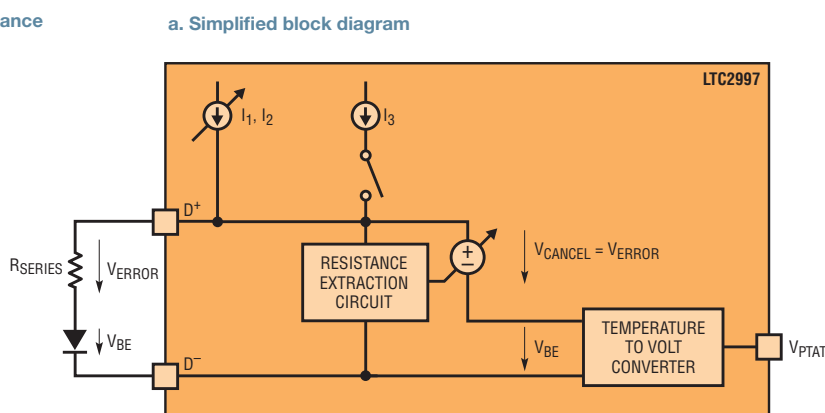 ance
a. Simplified block diagram
LTC2997
I1, I2
I3
D+
RSERIES
VERROR
RESISTANCE
EXTRACTION
CIRCUIT
+
–
VCANCEL = VERROR
VBE
D–
VBE
TEMPERATURE
TO VOLT
CONVERTER
VPTAT